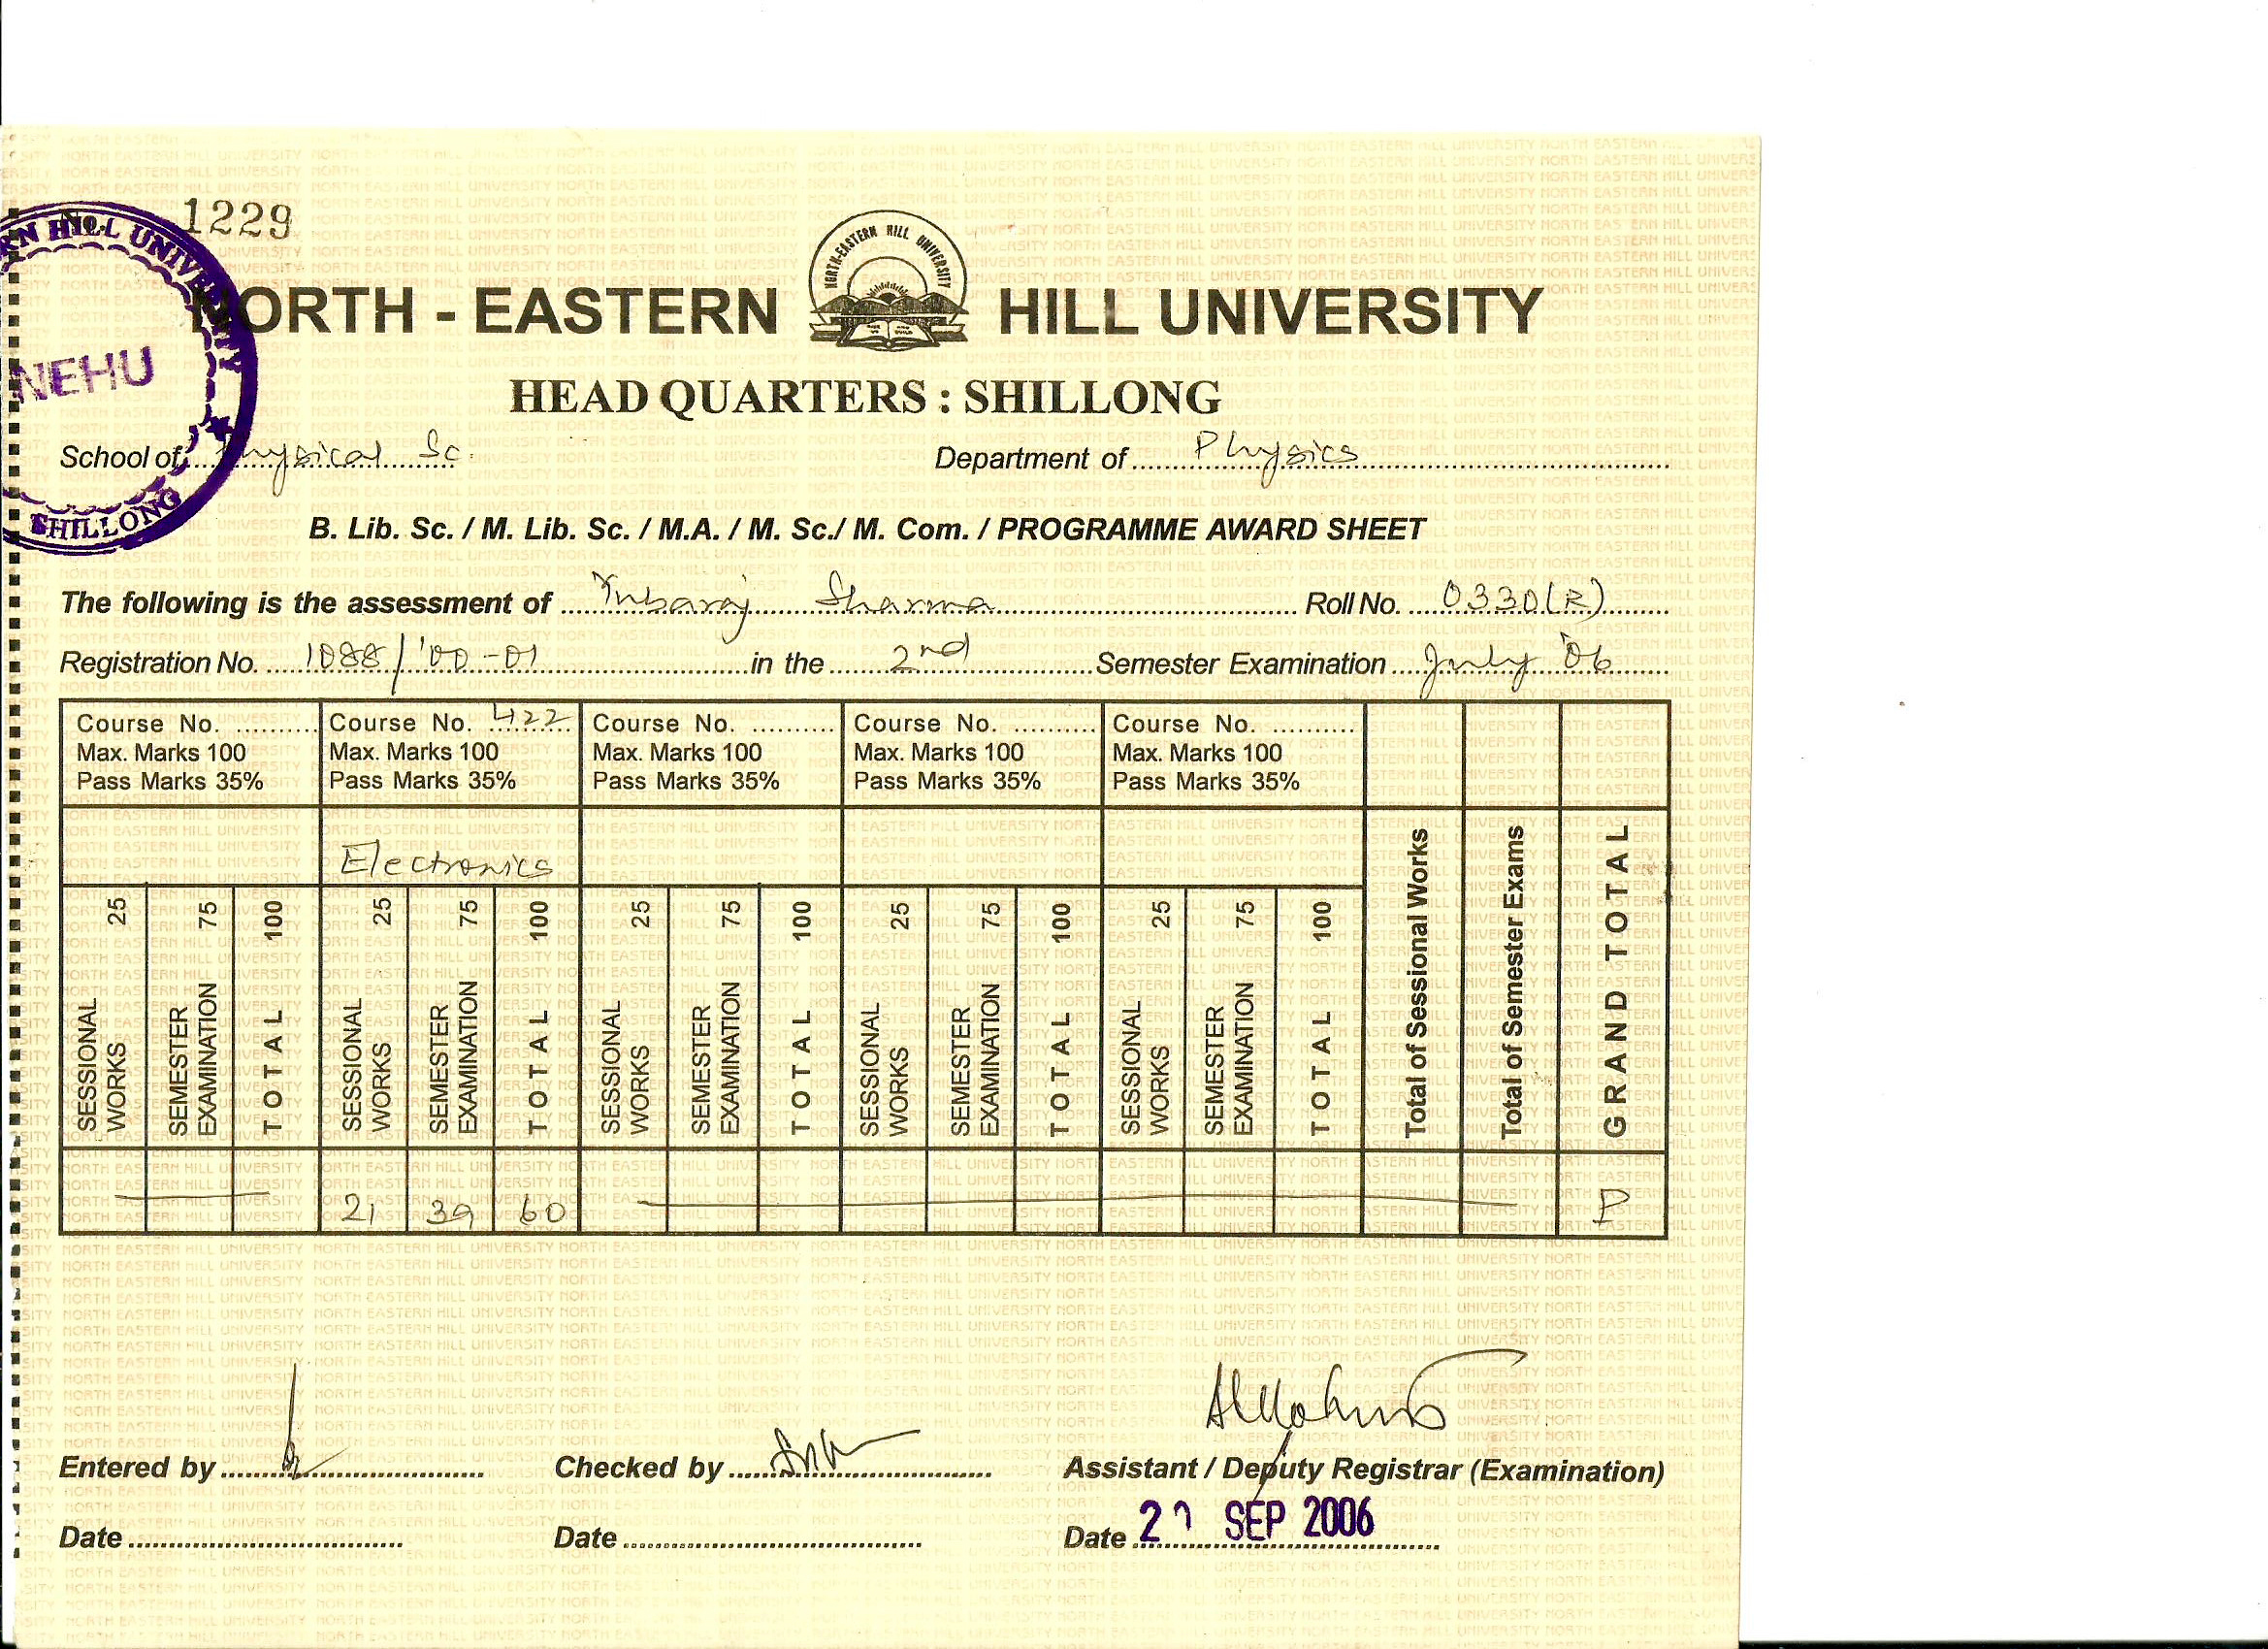 No. 1229
NORTH-EASTERN HILL UNIVERSITY
RN HILL UNIVERSITY
NEHU
SHILLONG
NORTH - EASTERN HILL UNIVERSITY
HEAD QUARTERS : SHILLONG
School of Physical Sc. Department of Physics
B. Lib. Sc. / M. Lib. Sc. / M.A. / M. Sc./ M. Com. / PROGRAMME AWARD SHEET
The following is the assessment of Yubaraj Sharma Roll No. 0330(R)
Registration No. 1088/'00-01 in the 2nd Semester Examination July '06
Course No. .......... Course No. 422 Course No. .......... Course No. .......... Course No. ..........
Max. Marks 100 Max. Marks 100 Max. Marks 100 Max. Marks 100 Max. Marks 100
Pass Marks 35% Pass Marks 35% Pass Marks 35% Pass Marks 35% Pass Marks 35%
Electronics
SESSIONAL WORKS 25
SEMESTER EXAMINATION 75
TOTAL 100
SESSIONAL WORKS 25
SEMESTER EXAMINATION 75
TOTAL 100
SESSIONAL WORKS 25
SEMESTER EXAMINATION 75
TOTAL 100
SESSIONAL WORKS 25
SEMESTER EXAMINATION 75
TOTAL 100
SESSIONAL WORKS 25
SEMESTER EXAMINATION 75
TOTAL 100
Total of Sessional Works
Total of Semester Exams
GRAND TOTAL
21 39 60 P
Entered by Checked by Assistant / Deputy Registrar (Examination)
Date Date Date SEP 2006